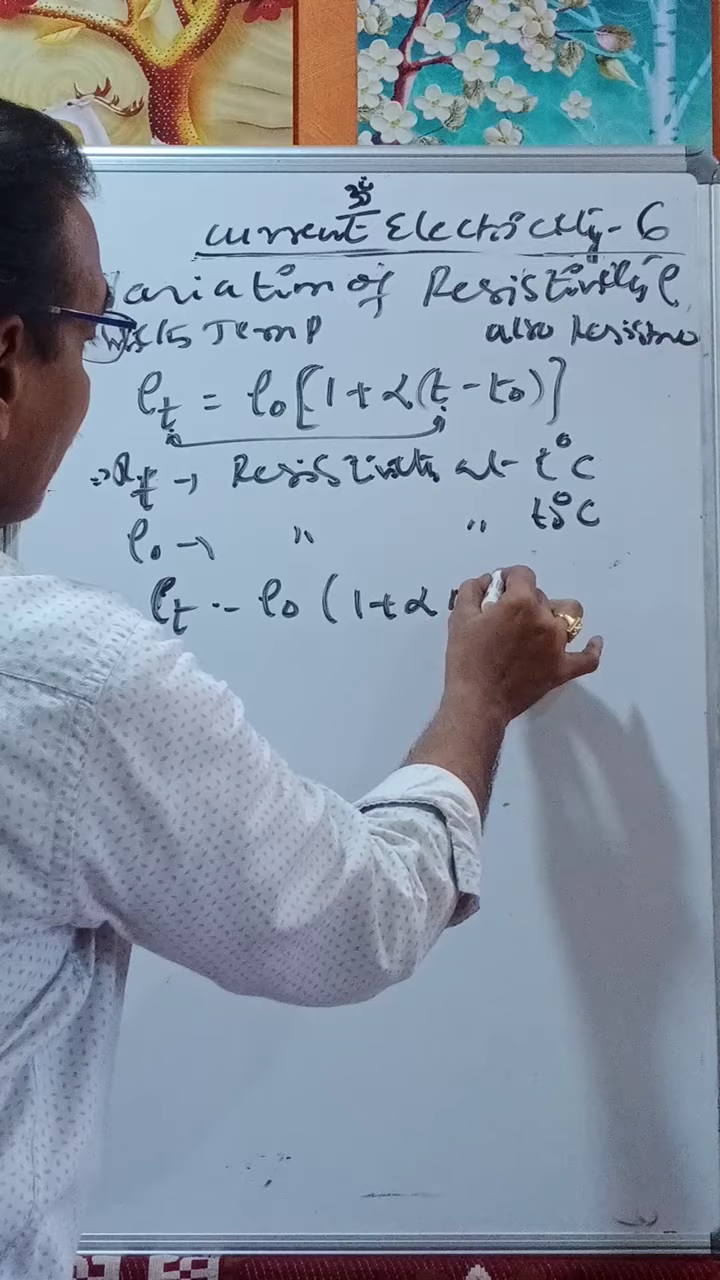 ॐ
Current Electricity - 6
Variation of Resistivity ρ
with Temp also Resistance
ρt = ρ0[1+α(t-t0)]
ρt → Resistivity at t°C
ρ0 → " " t0°C
ρt = ρ0 (1+α